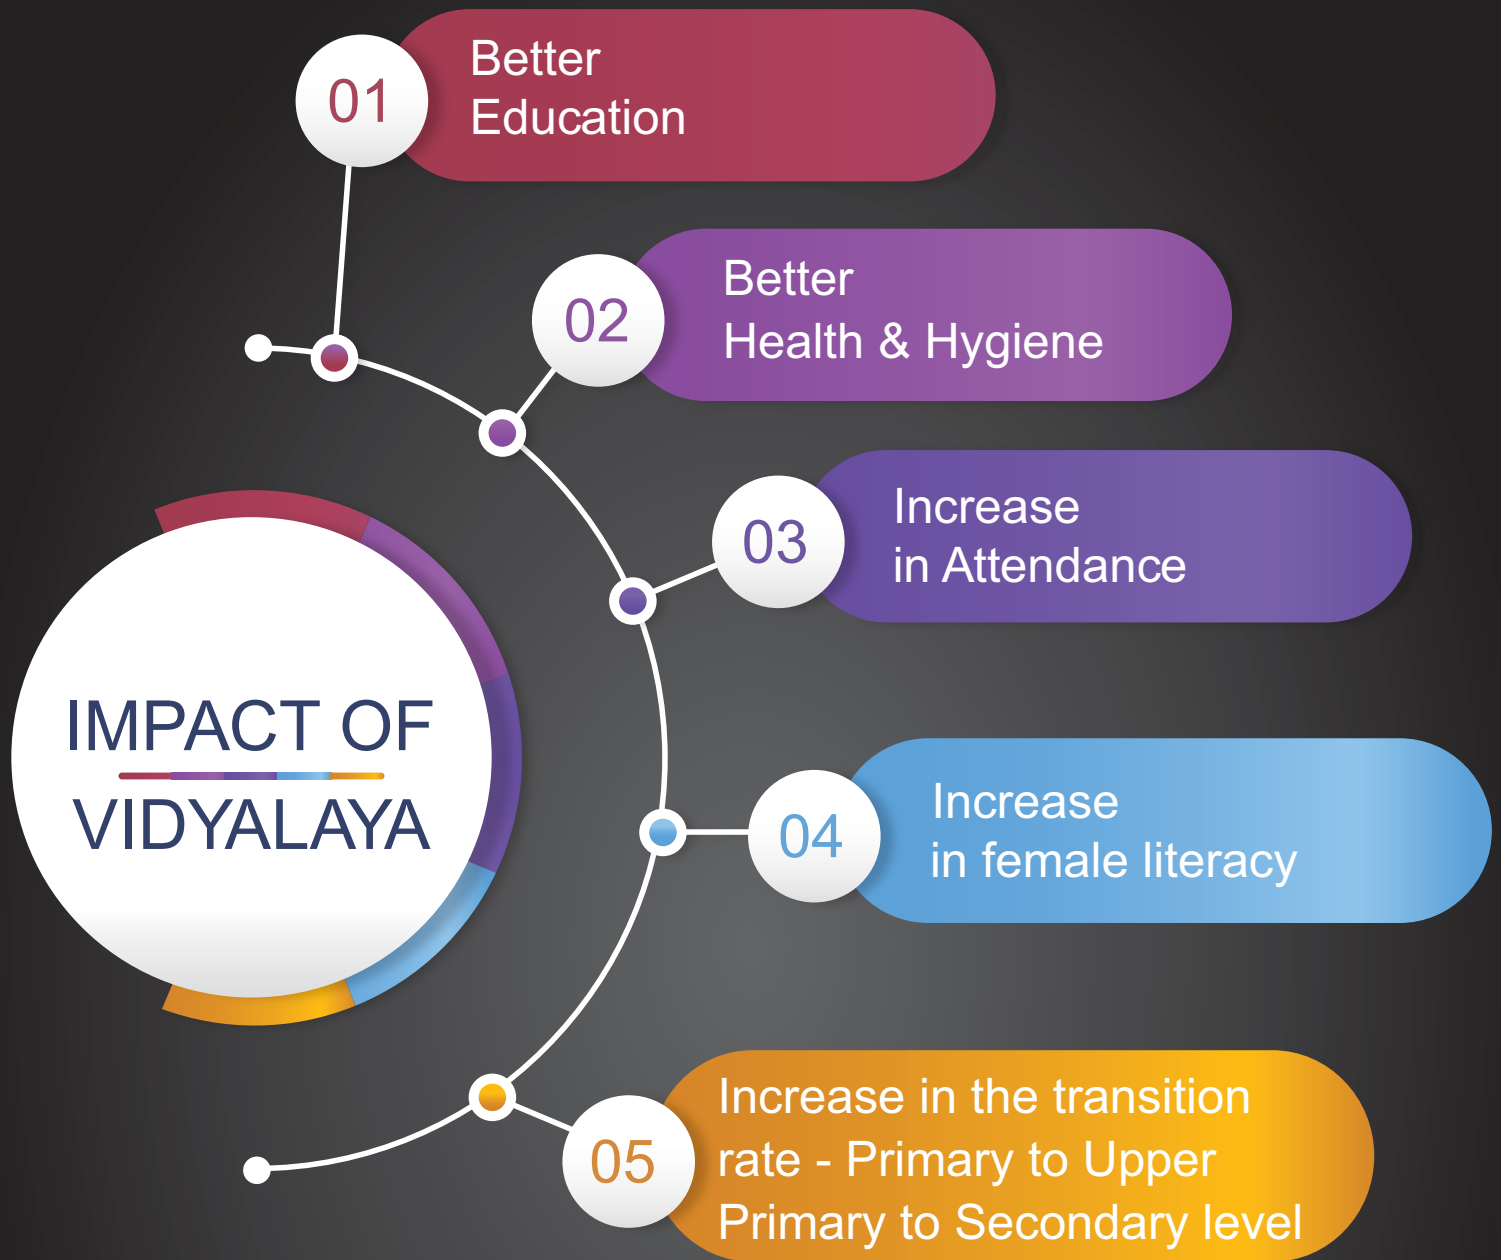 01
Better
Education
02
Better
Health & Hygiene
03
Increase
in Attendance
IMPACT OF
VIDYALAYA
04
Increase
in female literacy
05
Increase in the transition
rate - Primary to Upper
Primary to Secondary level